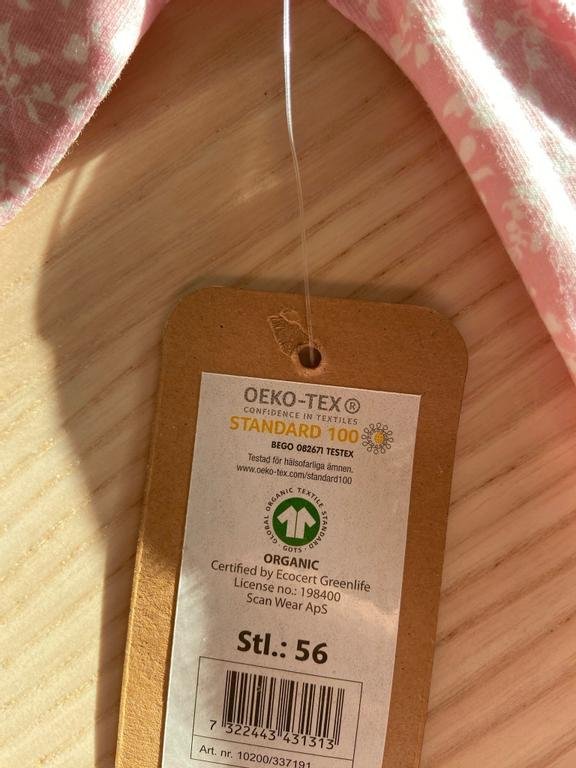 OEKO-TEX®
CONFIDENCE IN TEXTILES
STANDARD 100
BEGO 082671 TESTEX
Testad för hälsofarliga ämnen.
www.oeko-tex.com/standard100
GLOBAL ORGANIC TEXTILE STANDARD
· GOTS ·
ORGANIC
Certified by Ecocert Greenlife
License no.: 198400
Scan Wear ApS
Stl.: 56
7 322443 431313
Art. nr. 10200/337191